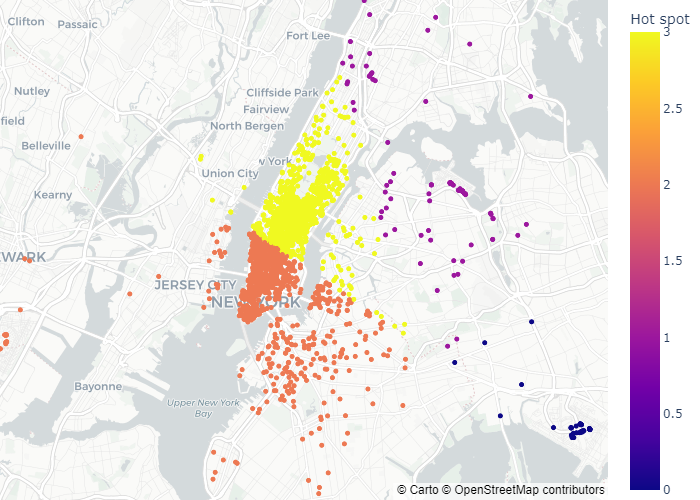 Hot spot
Clifton
Passaic
Fort Lee
3
Nutley
Cliffside Park
Fairview
2.5
field
North Bergen
Belleville
w York
Union City
2
Kearny
WARK
1.5
JERSEY CITY
NEW YORK
1
Bayonne
Upper New York
Bay
0.5
© Carto © OpenStreetMap contributors
0